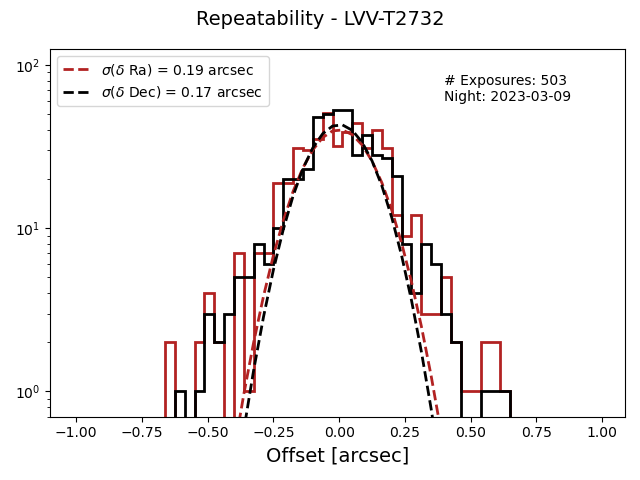 Repeatability - LVV-T2732
σ(δ Ra) = 0.19 arcsec
σ(δ Dec) = 0.17 arcsec
# Exposures: 503
Night: 2023-03-09
10²
10¹
10⁰
−1.00 −0.75 −0.50 −0.25 0.00 0.25 0.50 0.75 1.00
Offset [arcsec]